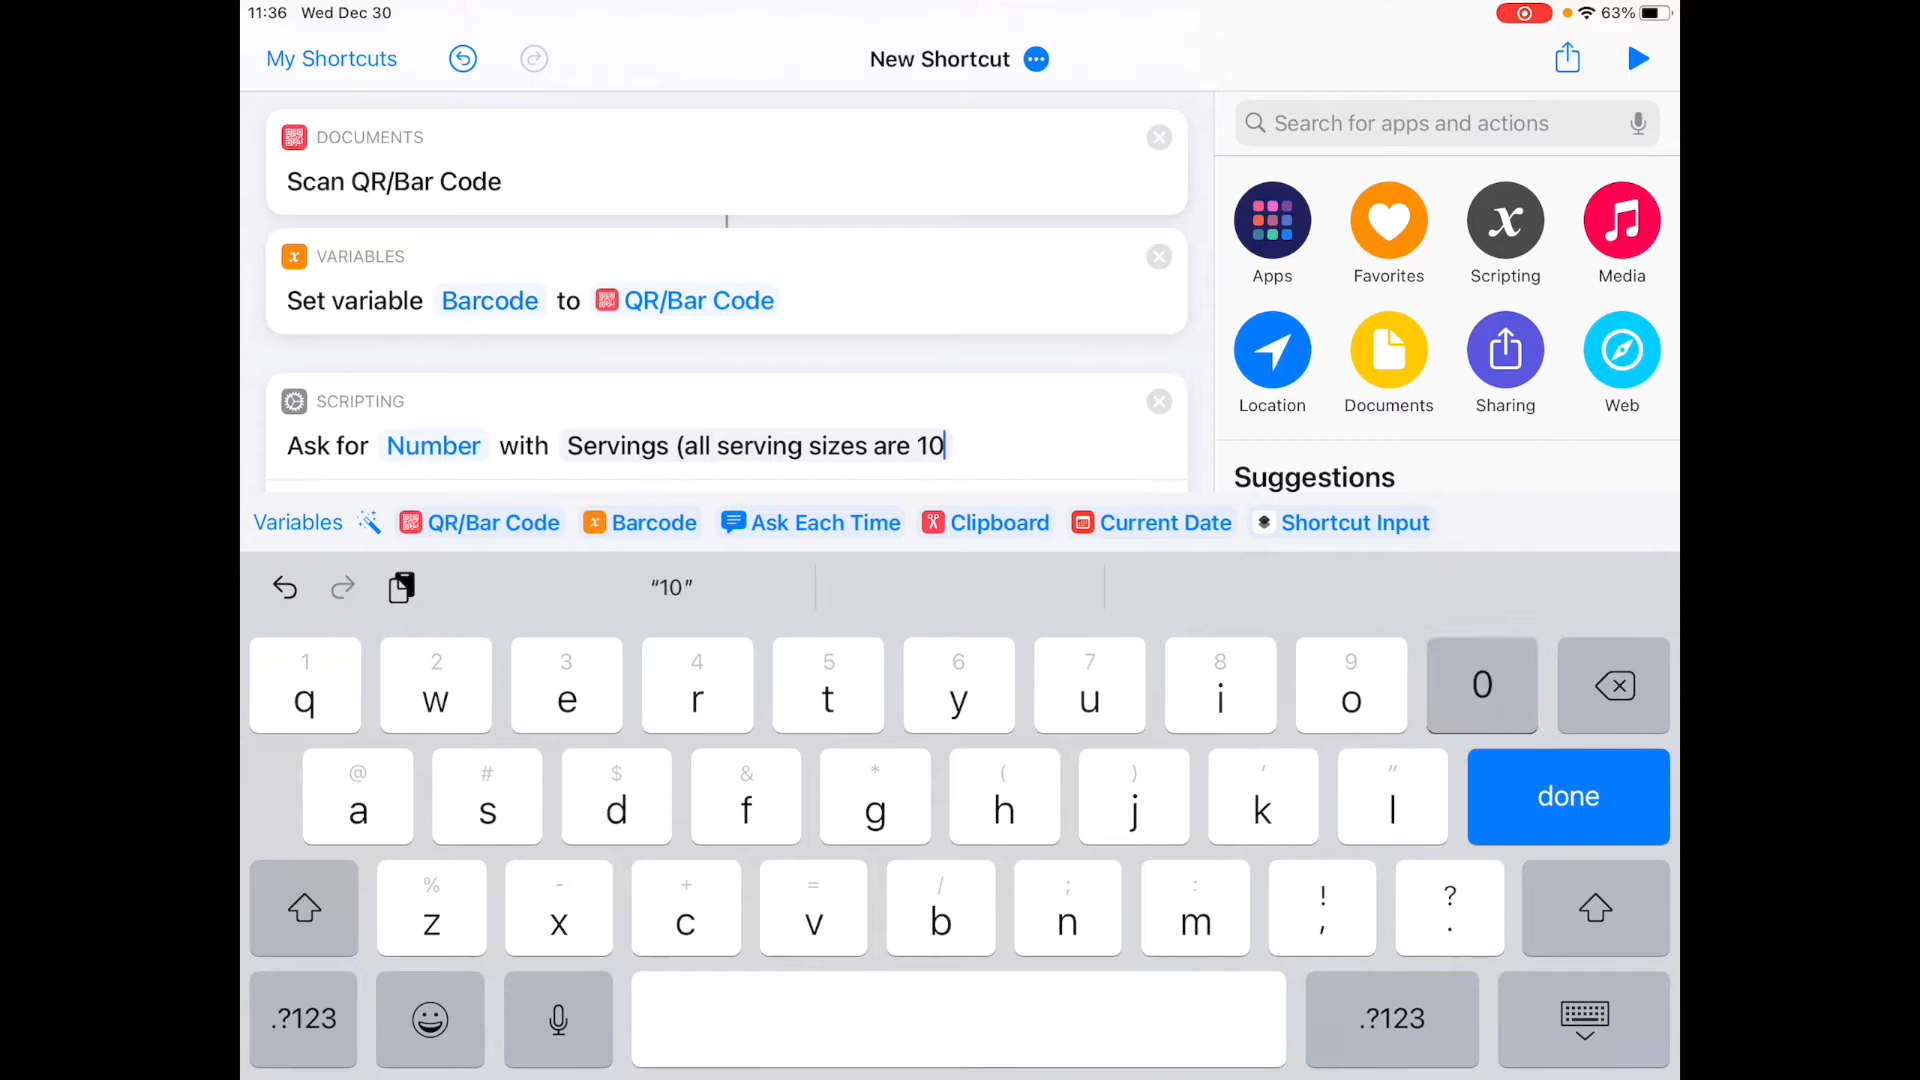 11:36 Wed Dec 30 63%
My Shortcuts New Shortcut
DOCUMENTS
Scan QR/Bar Code
VARIABLES
Set variable Barcode to QR/Bar Code
SCRIPTING
Ask for Number with Servings (all serving sizes are 10
Search for apps and actions
Apps Favorites Scripting Media
Location Documents Sharing Web
Suggestions
Variables QR/Bar Code Barcode Ask Each Time Clipboard Current Date Shortcut Input
“10”
1 2 3 4 5 6 7 8 9
q w e r t y u i o 0
@ # $ & * ( ) ' "
a s d f g h j k l done
% - + = / ; : ! ?
z x c v b n m , .
.?123 .?123